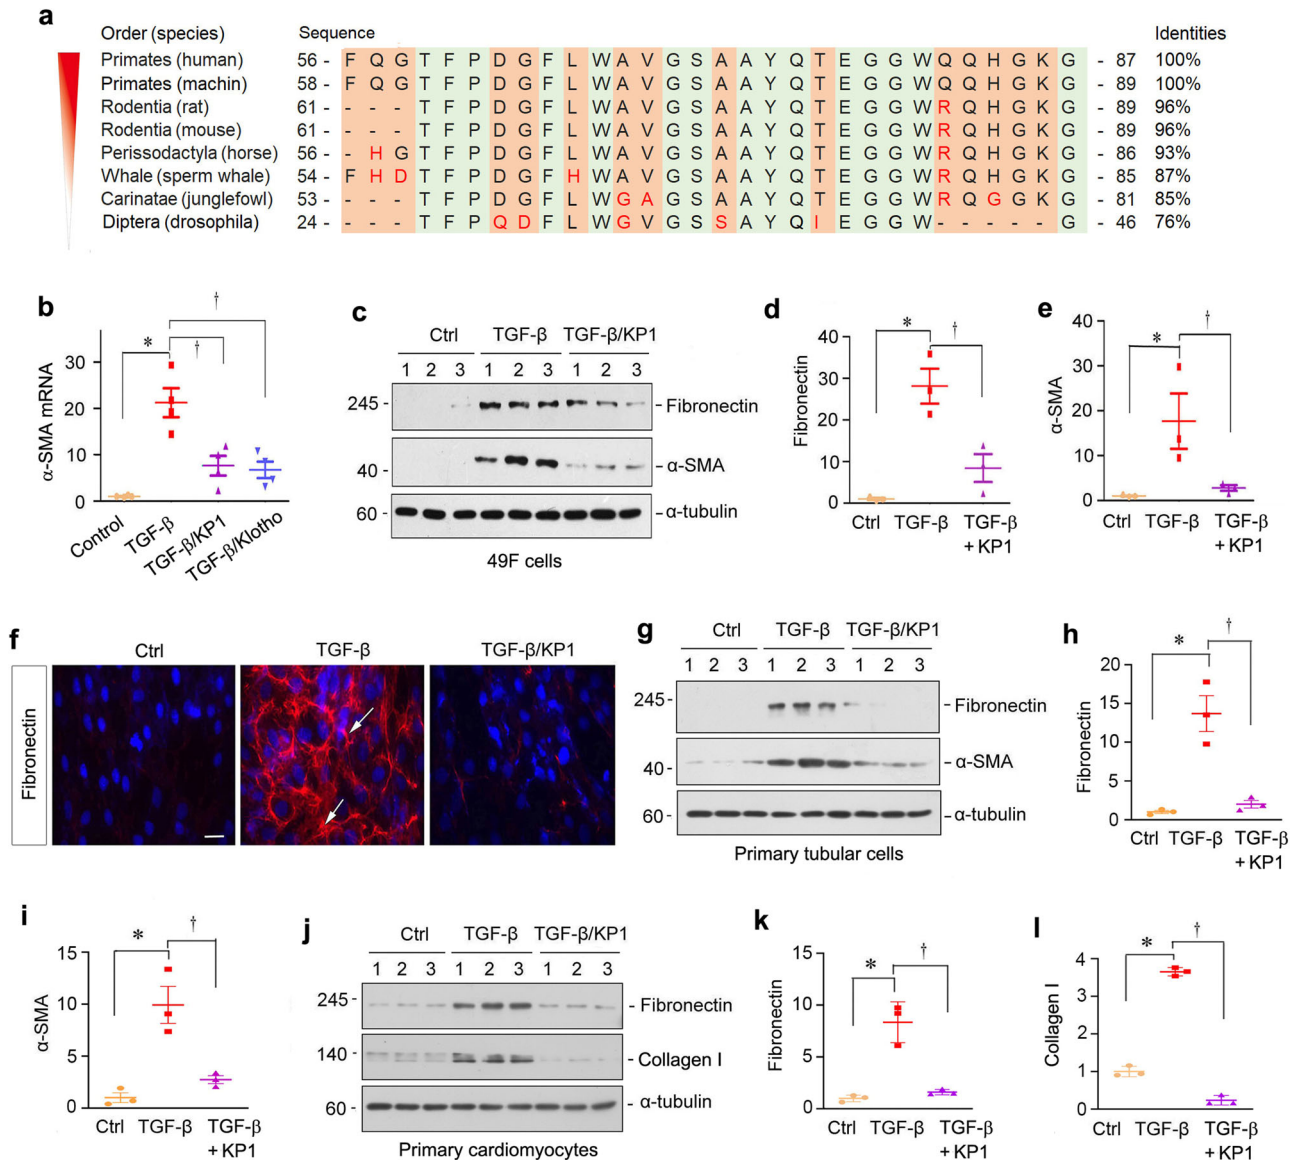 a
Order (species) Sequence Identities
Primates (human) 56 - F Q G T F P D G F L W A V G S A A Y Q T E G G W Q Q H G K G - 87 100%
Primates (machin) 58 - F Q G T F P D G F L W A V G S A A Y Q T E G G W Q Q H G K G - 89 100%
Rodentia (rat) 61 - - - - T F P D G F L W A V G S A A Y Q T E G G W R Q H G K G - 89 96%
Rodentia (mouse) 61 - - - - T F P D G F L W A V G S A A Y Q T E G G W R Q H G K G - 89 96%
Perissodactyla (horse) 56 - - H G T F P D G F L W A V G S A A Y Q T E G G W R Q H G K G - 86 93%
Whale (sperm whale) 54 - F H D T F P D G F H W A V G S A A Y Q T E G G W R Q H G K G - 85 87%
Carinatae (junglefowl) 53 - - - - T F P D G F L W G A G S A A Y Q T E G G W R Q G G K G - 81 85%
Diptera (drosophila) 24 - - - - T F P Q D F L W G V G S S A Y Q I E G G W - - - - - G - 46 76%
b
α-SMA mRNA
30
20
10
0
* † †
Control TGF-β TGF-β/KP1 TGF-β/Klotho
c
Ctrl TGF-β TGF-β/KP1
1 2 3 1 2 3 1 2 3
245 - - Fibronectin
40 - - α-SMA
60 - - α-tubulin
49F cells
d
Fibronectin
40
30
20
10
0
* †
Ctrl TGF-β TGF-β + KP1
e
α-SMA
40
30
20
10
0
* †
Ctrl TGF-β TGF-β + KP1
f
Ctrl TGF-β TGF-β/KP1
Fibronectin
g
Ctrl TGF-β TGF-β/KP1
1 2 3 1 2 3 1 2 3
245 - - Fibronectin
40 - - α-SMA
60 - - α-tubulin
Primary tubular cells
h
Fibronectin
20
15
10
5
0
* †
Ctrl TGF-β TGF-β + KP1
i
α-SMA
15
10
5
0
* †
Ctrl TGF-β TGF-β + KP1
j
Ctrl TGF-β TGF-β/KP1
1 2 3 1 2 3 1 2 3
245 - - Fibronectin
140 - - Collagen I
60 - - α-tubulin
Primary cardiomyocytes
k
Fibronectin
15
10
5
0
* †
Ctrl TGF-β TGF-β + KP1
l
Collagen I
4
3
2
1
0
* †
Ctrl TGF-β TGF-β + KP1